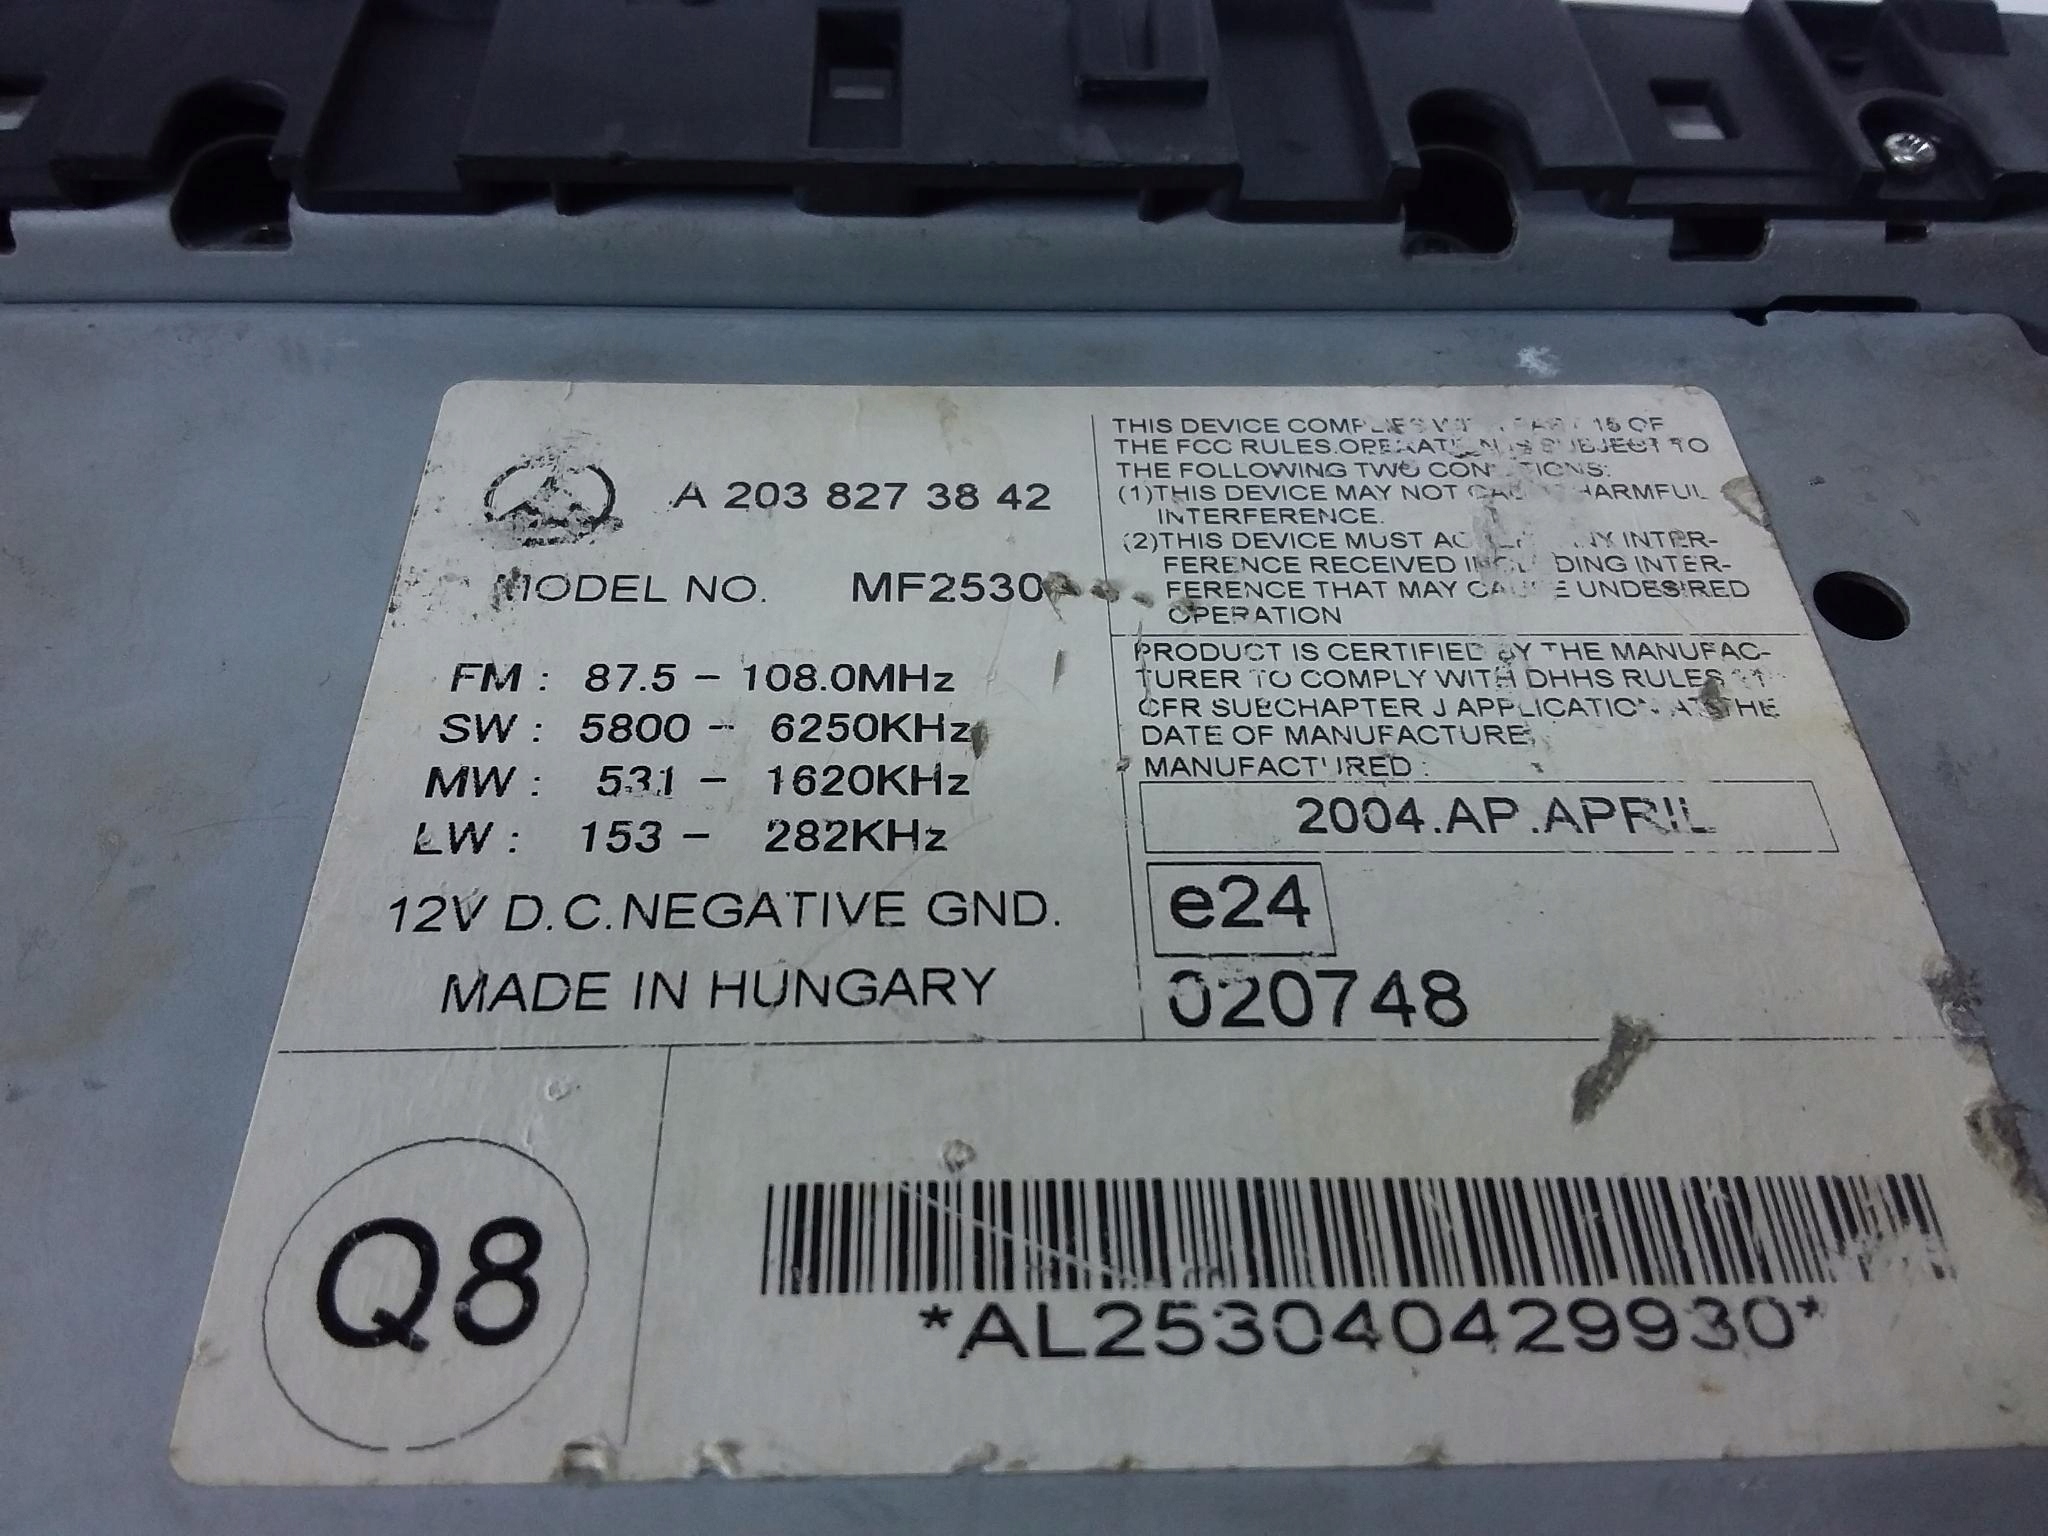 A 203 827 38 42
MODEL NO. MF2530
FM : 87.5 – 108.0MHz
SW : 5800 – 6250KHz
MW : 531 – 1620KHz
LW : 153 – 282KHz
12V D.C.NEGATIVE GND.
MADE IN HUNGARY
THIS DEVICE COMPLIES WITH PART 15 OF
THE FCC RULES.OPERATION IS SUBJECT TO
THE FOLLOWING TWO CONDITIONS:
(1)THIS DEVICE MAY NOT CAUSE HARMFUL
INTERFERENCE.
(2)THIS DEVICE MUST ACCEPT ANY INTER-
FERENCE RECEIVED INCLUDING INTER-
FERENCE THAT MAY CAUSE UNDESIRED
OPERATION
PRODUCT IS CERTIFIED BY THE MANUFAC-
TURER TO COMPLY WITH DHHS RULES 21
CFR SUBCHAPTER J APPLICATION AT THE
DATE OF MANUFACTURE.
MANUFACTURED :
2004.AP.APRIL
e24
020748
Q8
*AL253040429930*